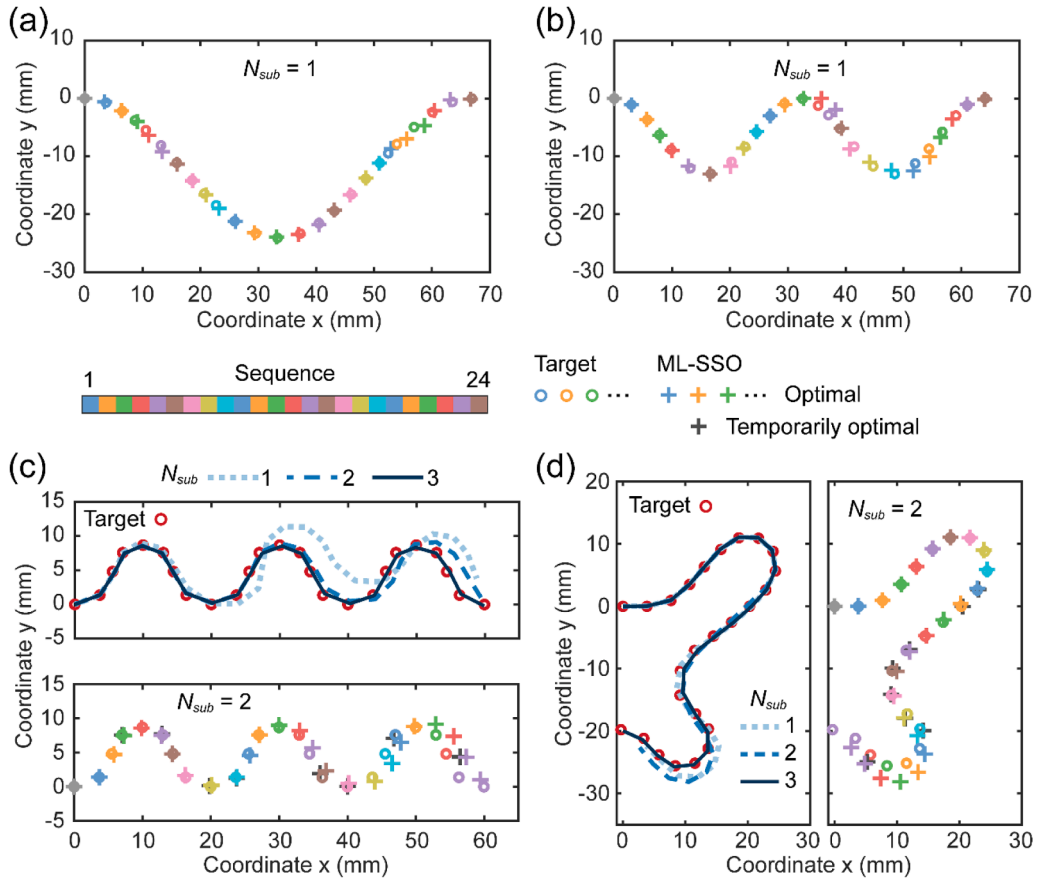 (a)
10
0
-10
-20
-30
Coordinate y (mm)
N_sub = 1
0 10 20 30 40 50 60 70
Coordinate x (mm)
(b)
10
0
-10
-20
-30
Coordinate y (mm)
N_sub = 1
0 10 20 30 40 50 60 70
Coordinate x (mm)
1 Sequence 24
Target ML-SSO
... ... Optimal
Temporarily optimal
(c)
N_sub 1 2 3
15
10
5
0
-5
Target
15
10
5
0
-5
Coordinate y (mm)
N_sub = 2
0 10 20 30 40 50 60
Coordinate x (mm)
(d)
20
10
0
-10
-20
-30
Coordinate y (mm)
Target
N_sub
1
2
3
0 10 20 30
N_sub = 2
0 10 20 30
Coordinate x (mm)